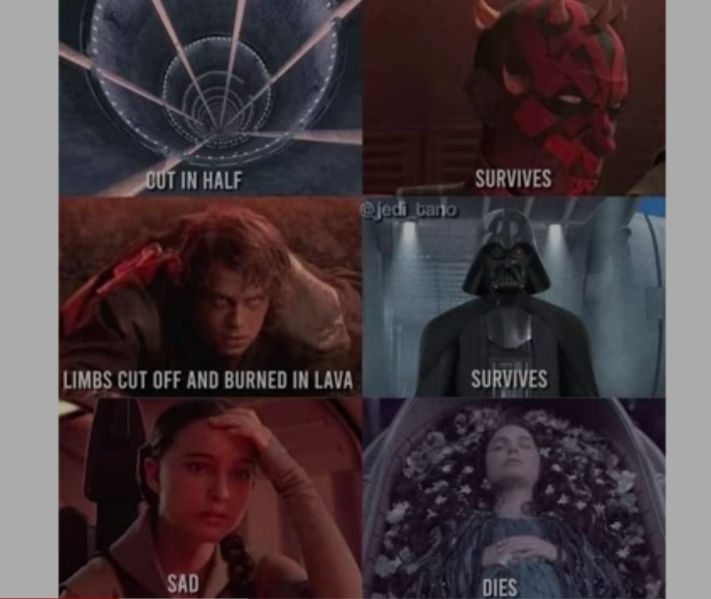 CUT IN HALF
SURVIVES
@jedi_tano
LIMBS CUT OFF AND BURNED IN LAVA
SURVIVES
SAD
DIES